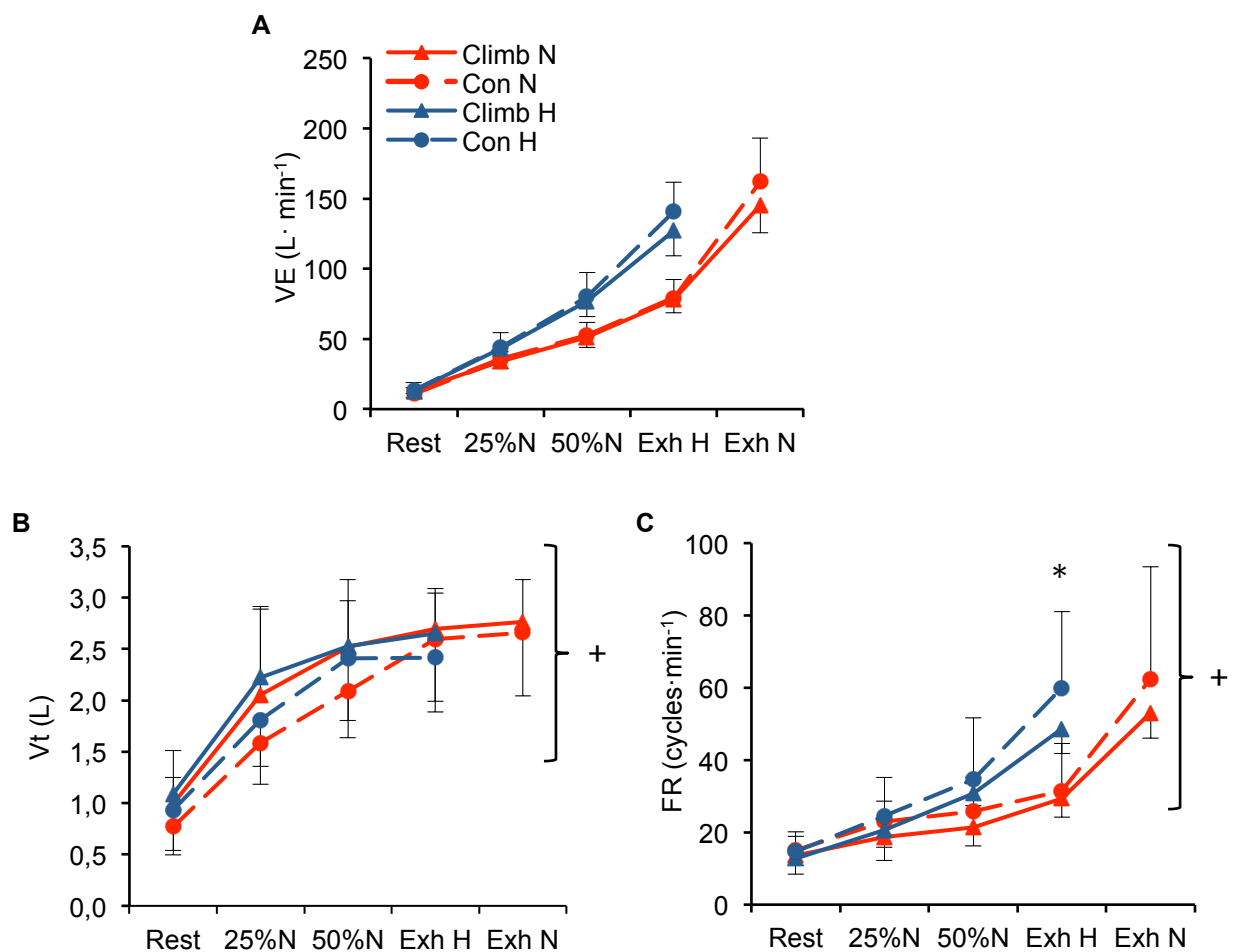 A
Climb N
Con N
Climb H
Con H
VE (L· min⁻¹)
250
200
150
100
50
0
Rest 25%N 50%N Exh H Exh N
B
Vt (L)
3,5
3,0
2,5
2,0
1,5
1,0
0,5
0,0
+
Rest 25%N 50%N Exh H Exh N
C
FR (cycles·min⁻¹)
100
80
60
40
20
0
*
+
Rest 25%N 50%N Exh H Exh N